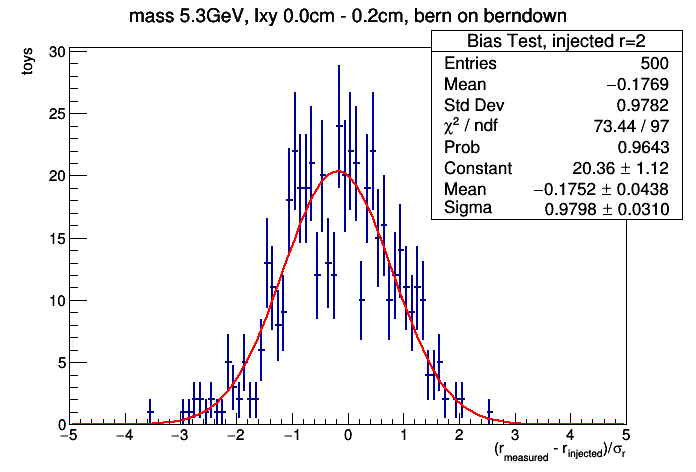 mass 5.3GeV, lxy 0.0cm - 0.2cm, bern on berndown
toys
Bias Test, injected r=2
Entries 500
Mean −0.1769
Std Dev 0.9782
χ² / ndf 73.44 / 97
Prob 0.9643
Constant 20.36 ± 1.12
Mean −0.1752 ± 0.0438
Sigma 0.9798 ± 0.0310
30
25
20
15
10
5
0
−5 −4 −3 −2 −1 0 1 2 3 4 5
(r_measured - r_injected)/σ_r